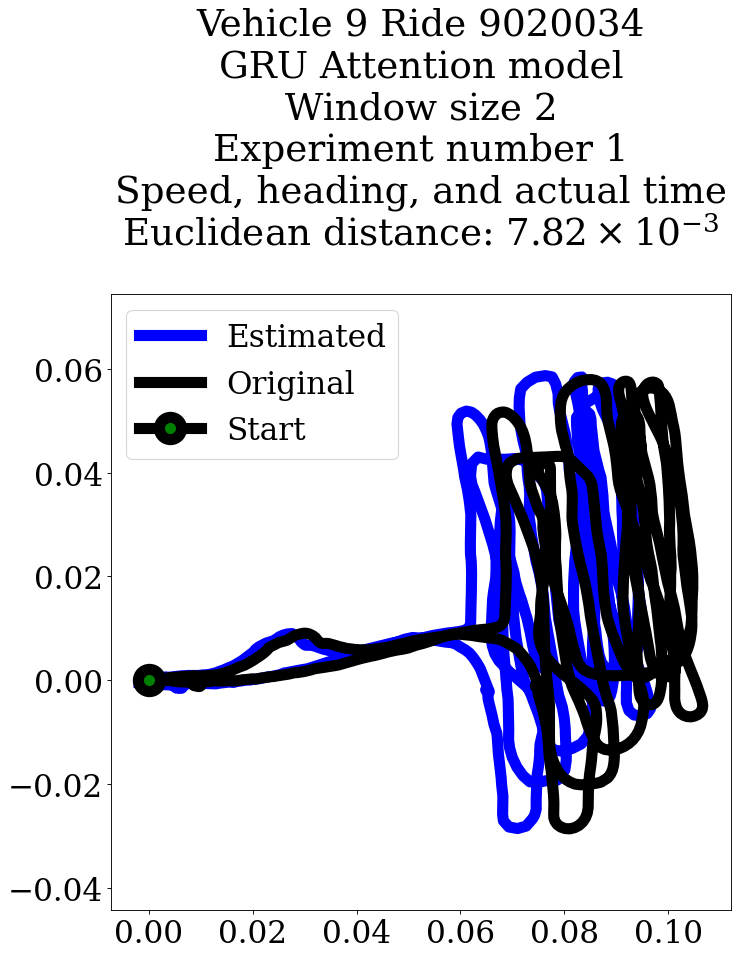 Vehicle 9 Ride 9020034
GRU Attention model
Window size 2
Experiment number 1
Speed, heading, and actual time
Euclidean distance: 7.82 × 10⁻³
Estimated
Original
Start
0.06
0.04
0.02
0.00
−0.02
−0.04
0.00 0.02 0.04 0.06 0.08 0.10